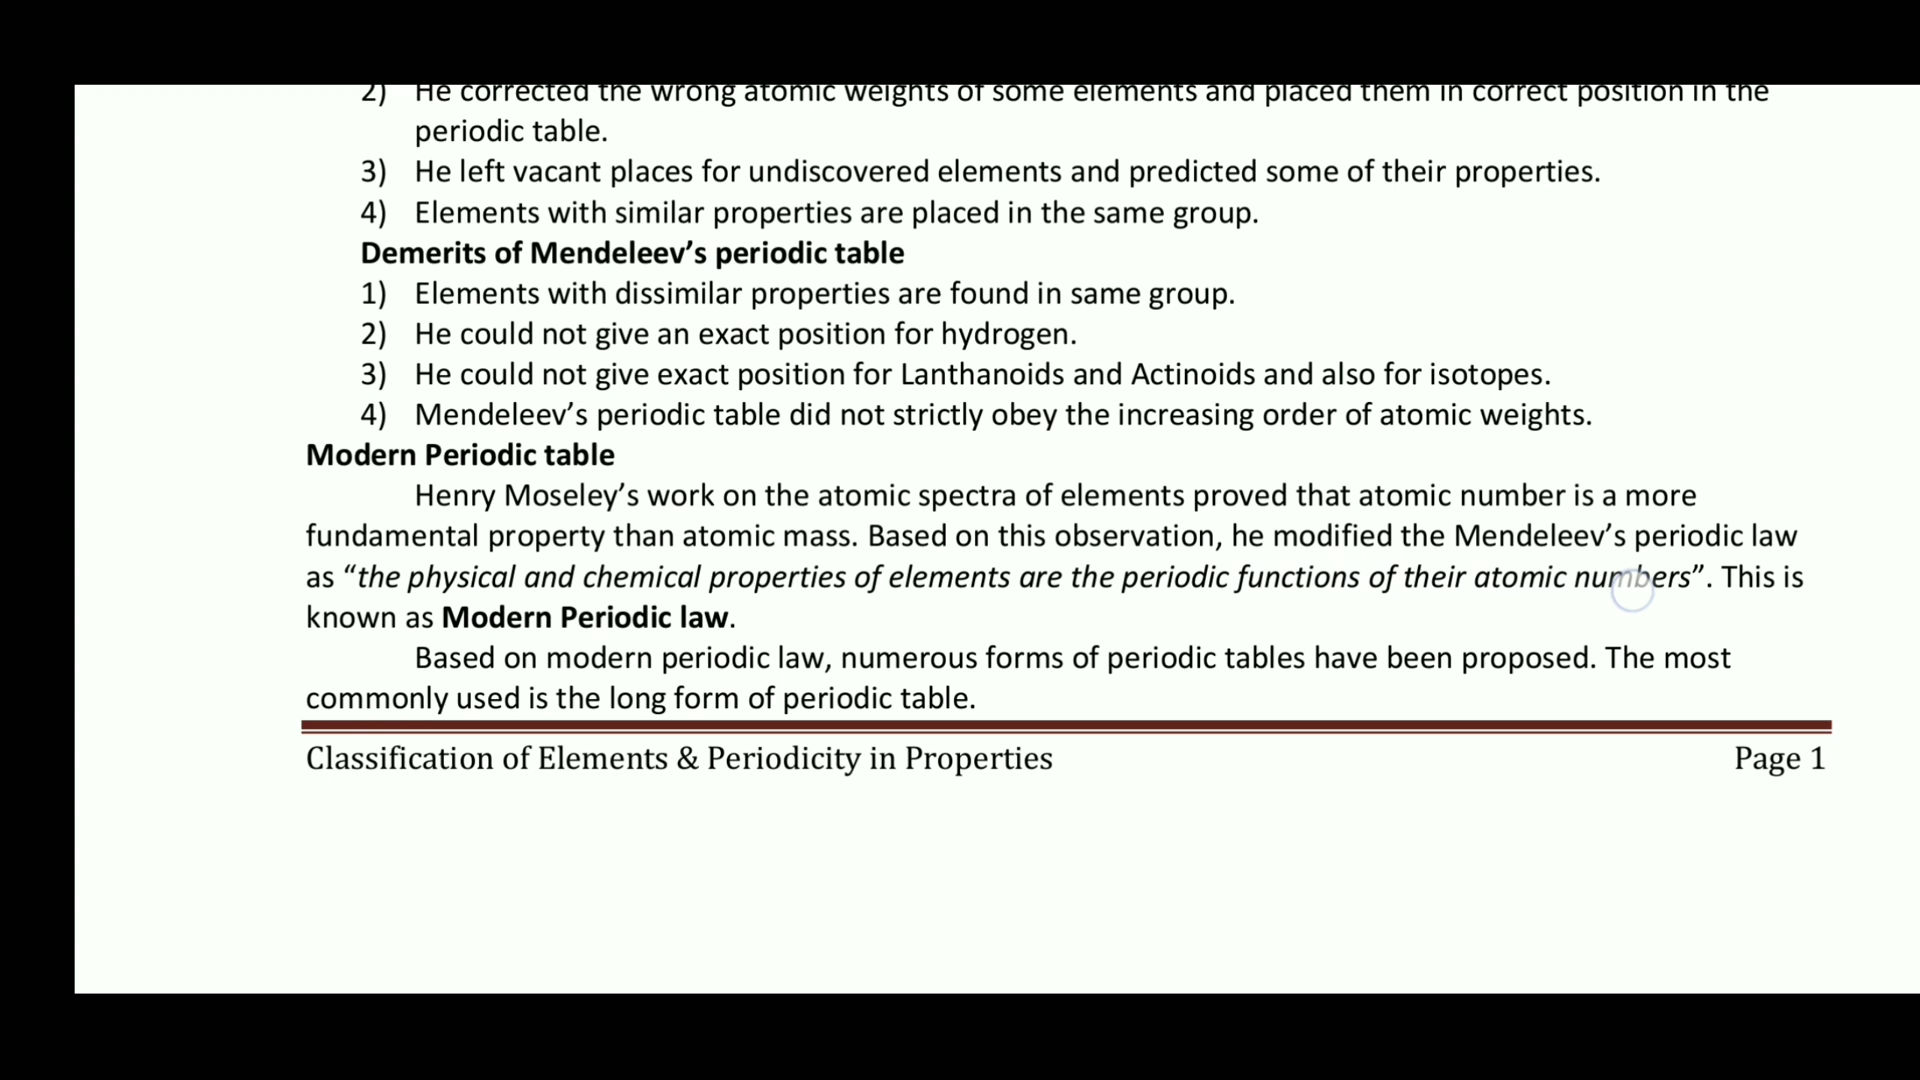 2) He corrected the wrong atomic weights of some elements and placed them in correct position in the
periodic table.
3) He left vacant places for undiscovered elements and predicted some of their properties.
4) Elements with similar properties are placed in the same group.
Demerits of Mendeleev’s periodic table
1) Elements with dissimilar properties are found in same group.
2) He could not give an exact position for hydrogen.
3) He could not give exact position for Lanthanoids and Actinoids and also for isotopes.
4) Mendeleev’s periodic table did not strictly obey the increasing order of atomic weights.
Modern Periodic table
Henry Moseley’s work on the atomic spectra of elements proved that atomic number is a more
fundamental property than atomic mass. Based on this observation, he modified the Mendeleev’s periodic law
as “the physical and chemical properties of elements are the periodic functions of their atomic numbers”. This is
known as Modern Periodic law.
Based on modern periodic law, numerous forms of periodic tables have been proposed. The most
commonly used is the long form of periodic table.
Classification of Elements & Periodicity in Properties Page 1